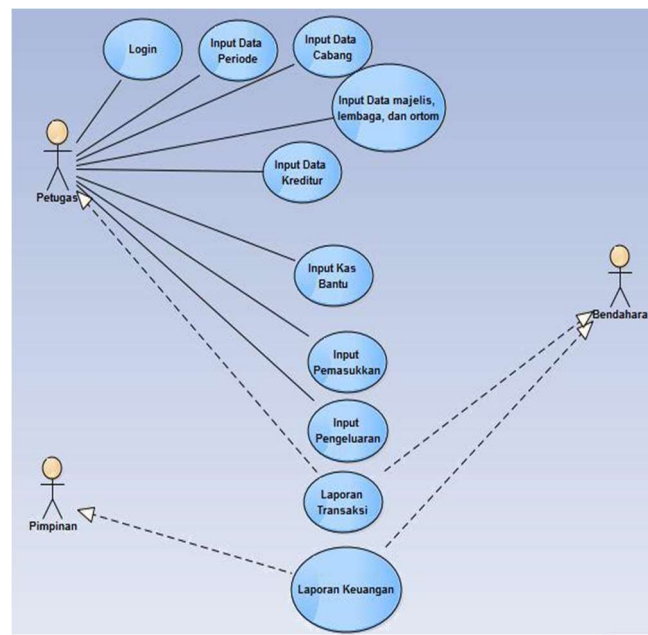 Login
Input Data
Periode
Input Data
Cabang
Input Data majelis,
lembaga, dan ortom
Petugas
Input Data
Kreditur
Input Kas
Bantu
Bendahara
Input
Pemasukkan
Input
Pengeluaran
Laporan
Transaksi
Pimpinan
Laporan Keuangan